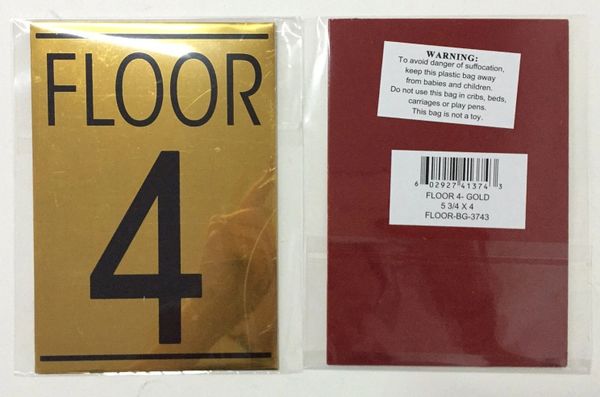 FLOOR
4
WARNING:
To avoid danger of suffocation,
keep this plastic bag away
from babies and children.
Do not use this bag in cribs, beds,
carriages or play pens.
This bag is not a toy.
6 02927 41374 3
FLOOR 4- GOLD
5 3/4 X 4
FLOOR-BG-3743